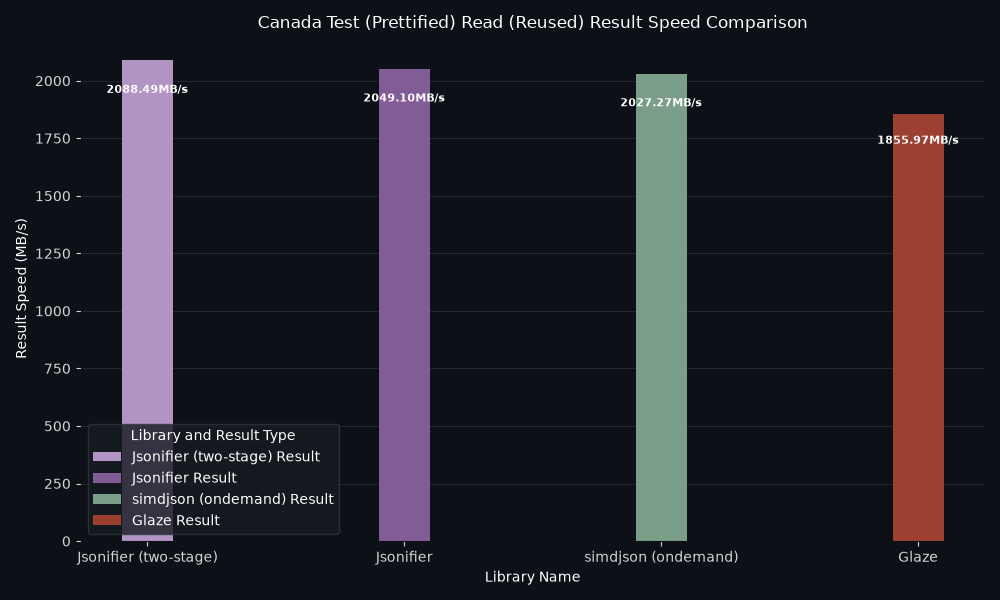 Canada Test (Prettified) Read (Reused) Result Speed Comparison
2088.49MB/s
2049.10MB/s
2027.27MB/s
1855.97MB/s
Result Speed (MB/s)
2000
1750
1500
1250
1000
750
500
250
0
Library and Result Type
Jsonifier (two-stage) Result
Jsonifier Result
simdjson (ondemand) Result
Glaze Result
Jsonifier (two-stage)
Jsonifier
simdjson (ondemand)
Glaze
Library Name